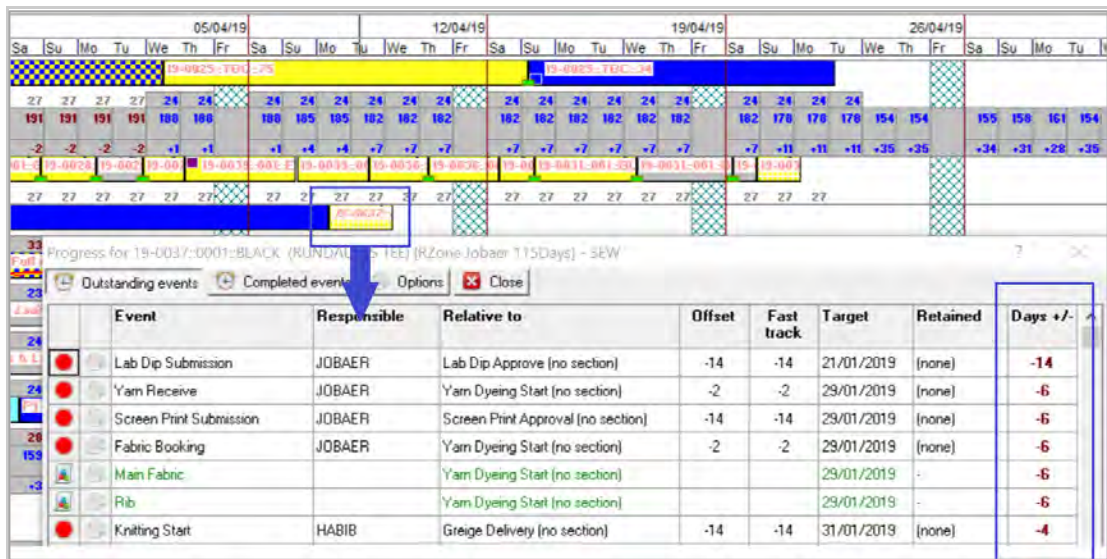 05/04/19 12/04/19 19/04/19 26/04/19
Sa Su Mo Tu We Th Fr Sa Su Mo Tu We Th Fr Sa Su Mo Tu We Th Fr Sa Su Mo Tu We Th Fr Sa Su Mo Tu
27 27 27 27 24 24 24 24 24 24 24 24 24 24 24 24 24 24 24 24 24 24
191 191 191 191 188 188 188 185 185 182 182 182 182 182 182 182 182 182 182 178 178 178 154 154 155 158 161 154
-2 -2 -2 -2 +1 +1 +1 +4 +4 +7 +7 +7 +7 +7 +7 +7 +7 +7 +7 +11 +11 +11 +35 +35 +34 +31 +28 +35
27 27 27 27 27 27 27 27 27 27 27 27 27 27 27 27 27 27 27 27 27
Progress for 19-0037::0001::BLACK (RZone Jobaer 115Days) - SEW
Outstanding events Completed events Options Close
Event Responsible Relative to Offset Fast track Target Retained Days +/-
Lab Dip Submission JOBAER Lab Dip Approve (no section) -14 -14 21/01/2019 (none) -14
Yarn Receive JOBAER Yarn Dyeing Start (no section) -2 -2 29/01/2019 (none) -6
Screen Print Submission JOBAER Screen Print Approval (no section) -14 -14 29/01/2019 (none) -6
Fabric Booking JOBAER Yarn Dyeing Start (no section) -2 -2 29/01/2019 (none) -6
Main Fabric Yarn Dyeing Start (no section) 29/01/2019 - -6
Rib Yarn Dyeing Start (no section) 29/01/2019 - -6
Knitting Start HABIB Greige Delivery (no section) -14 -14 31/01/2019 (none) -4